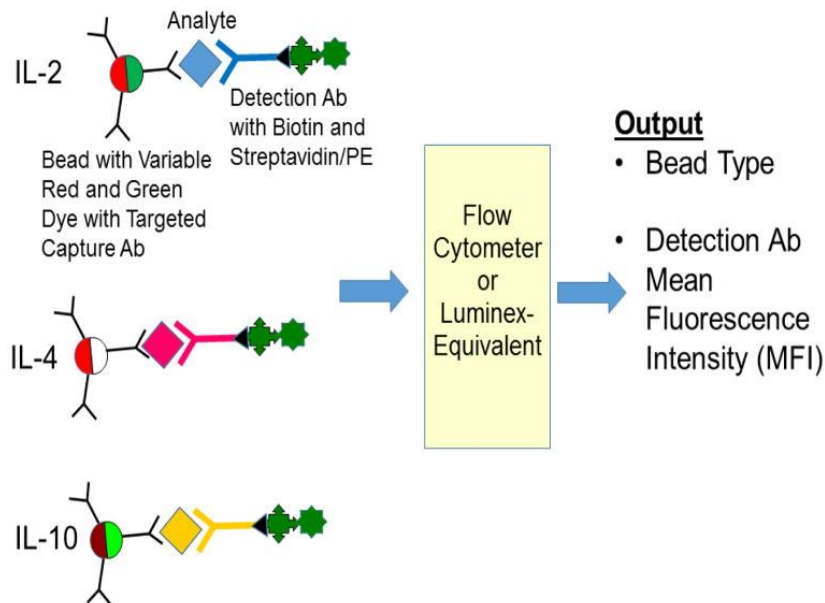 Analyte
IL-2
Detection Ab
with Biotin and
Streptavidin/PE
Bead with Variable
Red and Green
Dye with Targeted
Capture Ab
IL-4
IL-10
Flow
Cytometer
or
Luminex-
Equivalent
Output
• Bead Type
• Detection Ab
Mean
Fluorescence
Intensity (MFI)